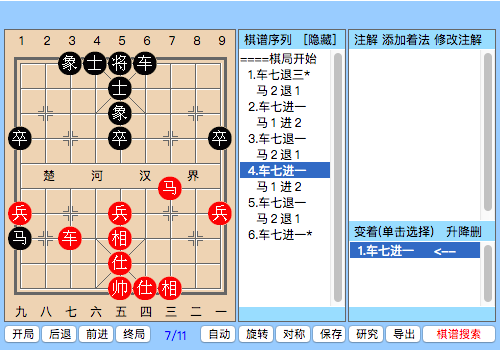 1 2 3 4 5 6 7 8 9
象 士 将 车
士
象
卒 卒 卒
楚 河 汉 界
马
兵 兵 兵
马 车 相
仕
帅 仕 相
九 八 七 六 五 四 三 二 一
棋谱序列 [隐藏]
====棋局开始
1.车七退三*
马2退1
2.车七进一
马1进2
3.车七退一
马2退1
4.车七进一
马1进2
5.车七退一
马2退1
6.车七进一*
注解 添加着法 修改注解
变着(单击选择) 升降删
1.车七进一 <--
开局 后退 前进 终局 7/11 自动 旋转 对称 保存 研究 导出 棋谱搜索